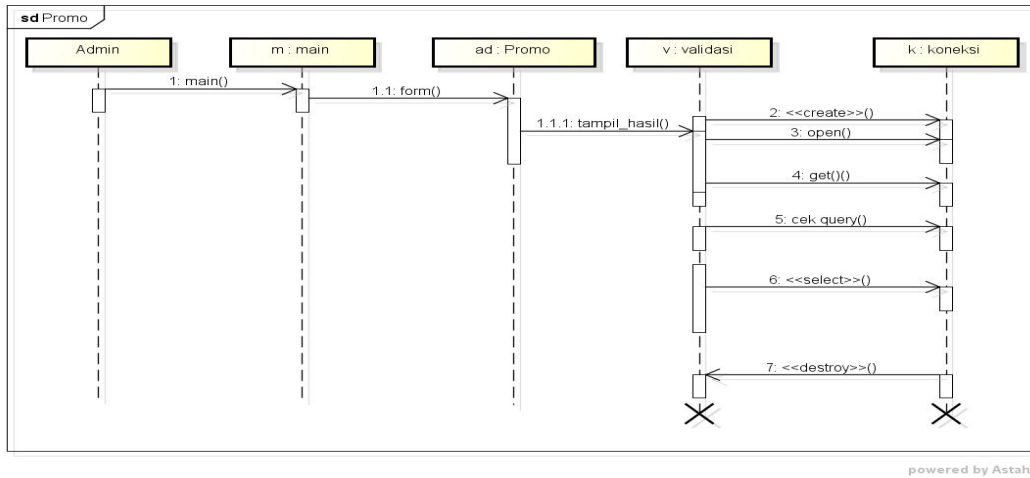 sd Promo
Admin
m : main
ad : Promo
v : validasi
k : koneksi
1: main()
1.1: form()
1.1.1: tampil_hasil()
2: <<create>>()
3: open()
4: get()()
5: cek query()
6: <<select>>()
7: <<destroy>>()
powered by Astah